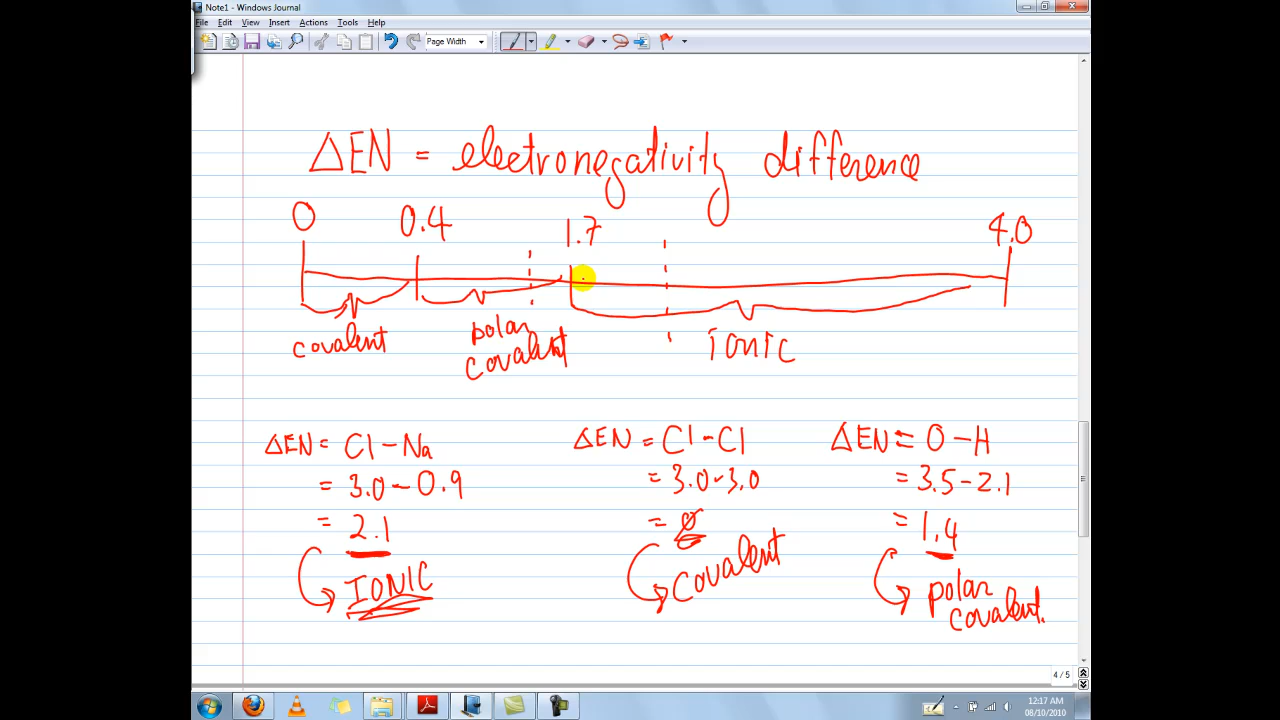 Note1 - Windows Journal
File Edit View Insert Actions Tools Help
Page Width
ΔEN = electronegativity difference
0 0.4 1.7 4.0
covalent polar covalent ionic
ΔEN = Cl - Na
= 3.0 - 0.9
= 2.1
IONIC
ΔEN = Cl - Cl
= 3.0 - 3.0
= 0
Covalent
ΔEN = O - H
= 3.5 - 2.1
= 1.4
polar
covalent.
4 / 5
12:17 AM
08/10/2010